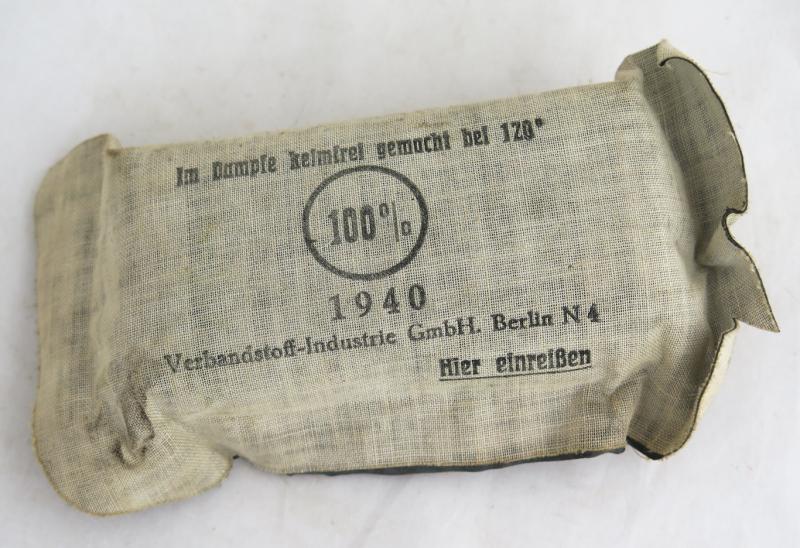 Im Dampfe keimfrei gemacht bei 120°
100%
1940
Verbandstoff-Industrie GmbH. Berlin N 4
Hier einreißen